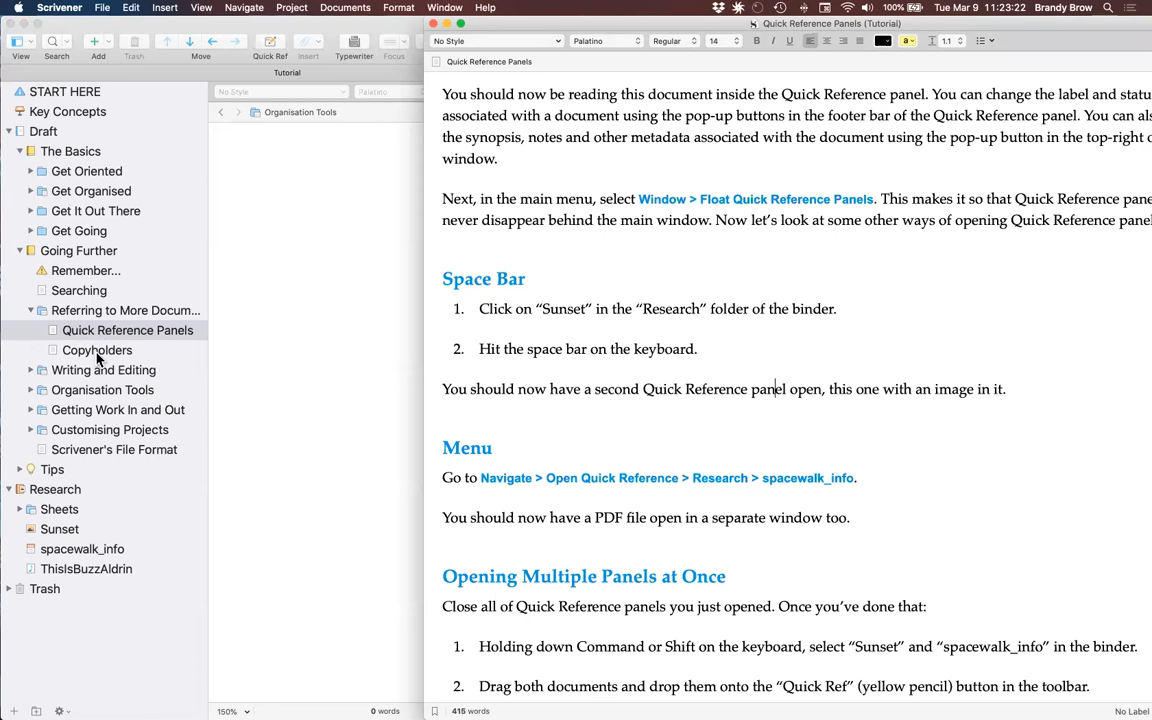 Scrivener File Edit Insert View Navigate Project Documents Format Window Help 100% Tue Mar 9 11:23:22 Brandy Brow
Quick Reference Panels (Tutorial)
No Style Palatino Regular 14 B I U a 1.1
View Search Add Trash Move Quick Ref Insert Typewriter Focus
Quick Reference Panels
Tutorial
No Style Palatino
Organisation Tools
START HERE
Key Concepts
Draft
The Basics
Get Oriented
Get Organised
Get It Out There
Get Going
Going Further
Remember...
Searching
Referring to More Docum...
Quick Reference Panels
Copyholders
Writing and Editing
Organisation Tools
Getting Work In and Out
Customising Projects
Scrivener's File Format
Tips
Research
Sheets
Sunset
spacewalk_info
ThisIsBuzzAldrin
Trash
You should now be reading this document inside the Quick Reference panel. You can change the label and statu
associated with a document using the pop-up buttons in the footer bar of the Quick Reference panel. You can als
the synopsis, notes and other metadata associated with the document using the pop-up button in the top-right o
window.
Next, in the main menu, select Window > Float Quick Reference Panels. This makes it so that Quick Reference pane
never disappear behind the main window. Now let's look at some other ways of opening Quick Reference panel
Space Bar
1. Click on “Sunset” in the “Research” folder of the binder.
2. Hit the space bar on the keyboard.
You should now have a second Quick Reference panel open, this one with an image in it.
Menu
Go to Navigate > Open Quick Reference > Research > spacewalk_info.
You should now have a PDF file open in a separate window too.
Opening Multiple Panels at Once
Close all of Quick Reference panels you just opened. Once you’ve done that:
1. Holding down Command or Shift on the keyboard, select “Sunset” and “spacewalk_info” in the binder.
2. Drag both documents and drop them onto the “Quick Ref” (yellow pencil) button in the toolbar.
150% 0 words 415 words No Label